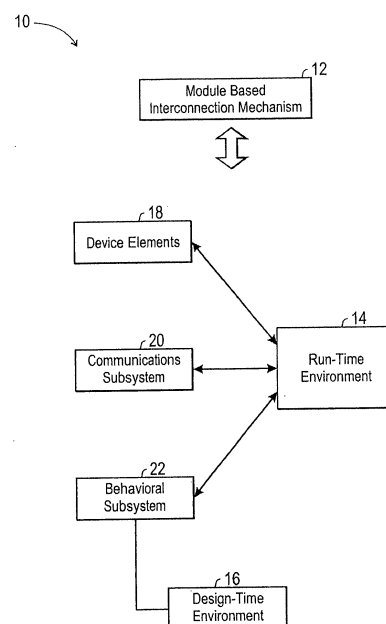 10
12
Module Based
Interconnection Mechanism
18
Device Elements
14
Run-Time
Environment
20
Communications
Subsystem
22
Behavioral
Subsystem
16
Design-Time
Environment